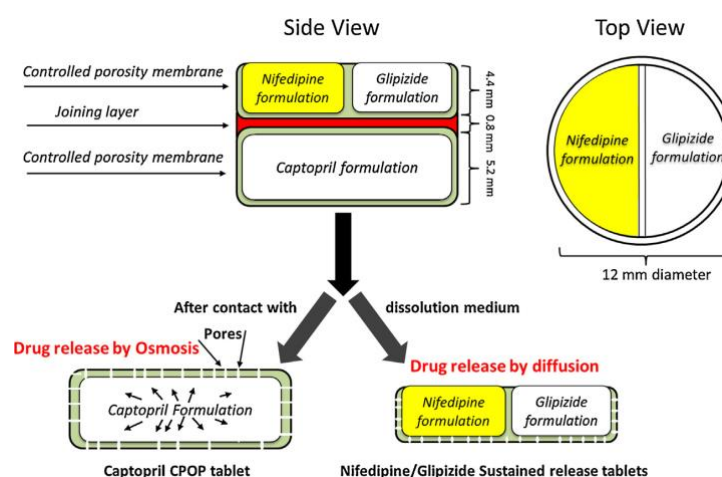 Side View
Top View
Controlled porosity membrane
Joining layer
Controlled porosity membrane
Nifedipine
formulation
Glipizide
formulation
Captopril formulation
4.4 mm
0.8 mm
5.2 mm
Nifedipine
formulation
Glipizide
formulation
12 mm diameter
After contact with
dissolution medium
Drug release by Osmosis
Pores
Captopril Formulation
Captopril CPOP tablet
Drug release by diffusion
Nifedipine
formulation
Glipizide
formulation
Nifedipine/Glipizide Sustained release tablets